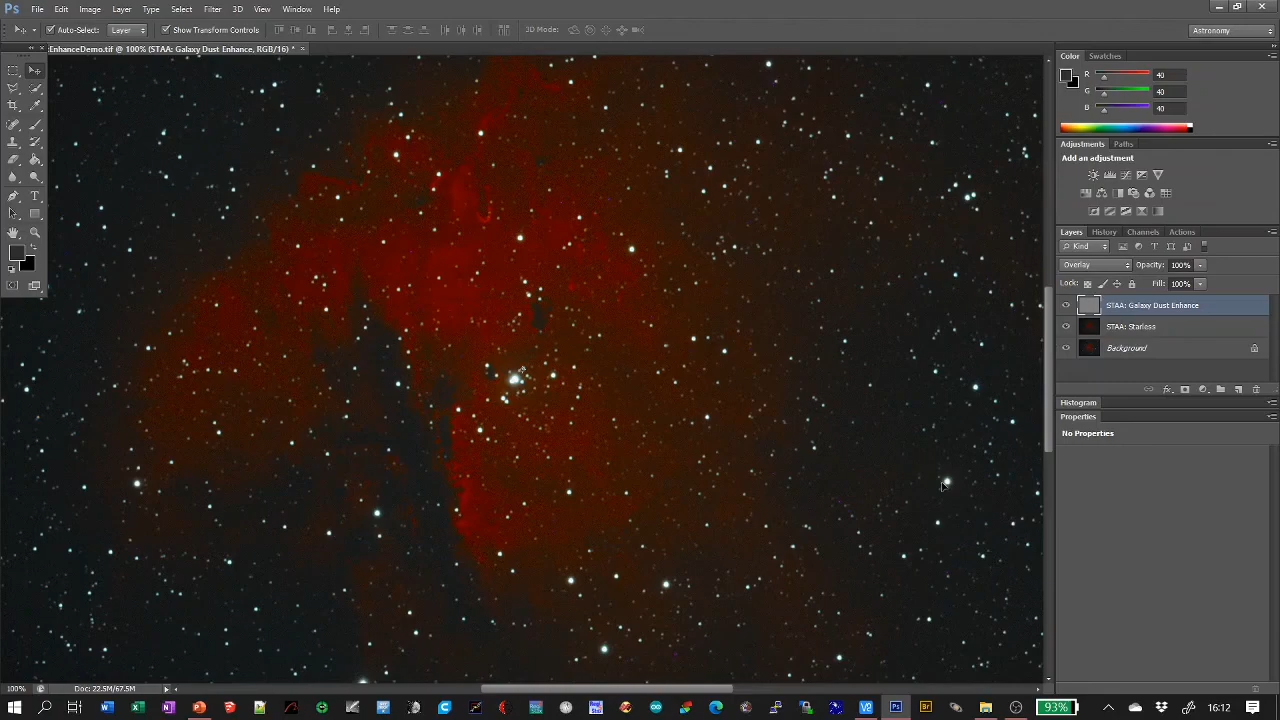 Ps File Edit Image Layer Type Select Filter 3D View Window Help
Auto-Select: Layer Show Transform Controls 3D Mode: Astronomy
EnhanceDemo.tif @ 100% (STAA: Galaxy Dust Enhance, RGB/16) * ×
Color Swatches
R 40
G 40
B 40
Adjustments Paths
Add an adjustment
Layers History Channels Actions
Kind
Overlay Opacity: 100%
Lock: Fill: 100%
STAA: Galaxy Dust Enhance
STAA: Starless
Background
Histogram
Properties
No Properties
100% Doc: 22.5M/67.5M
93% 16:12